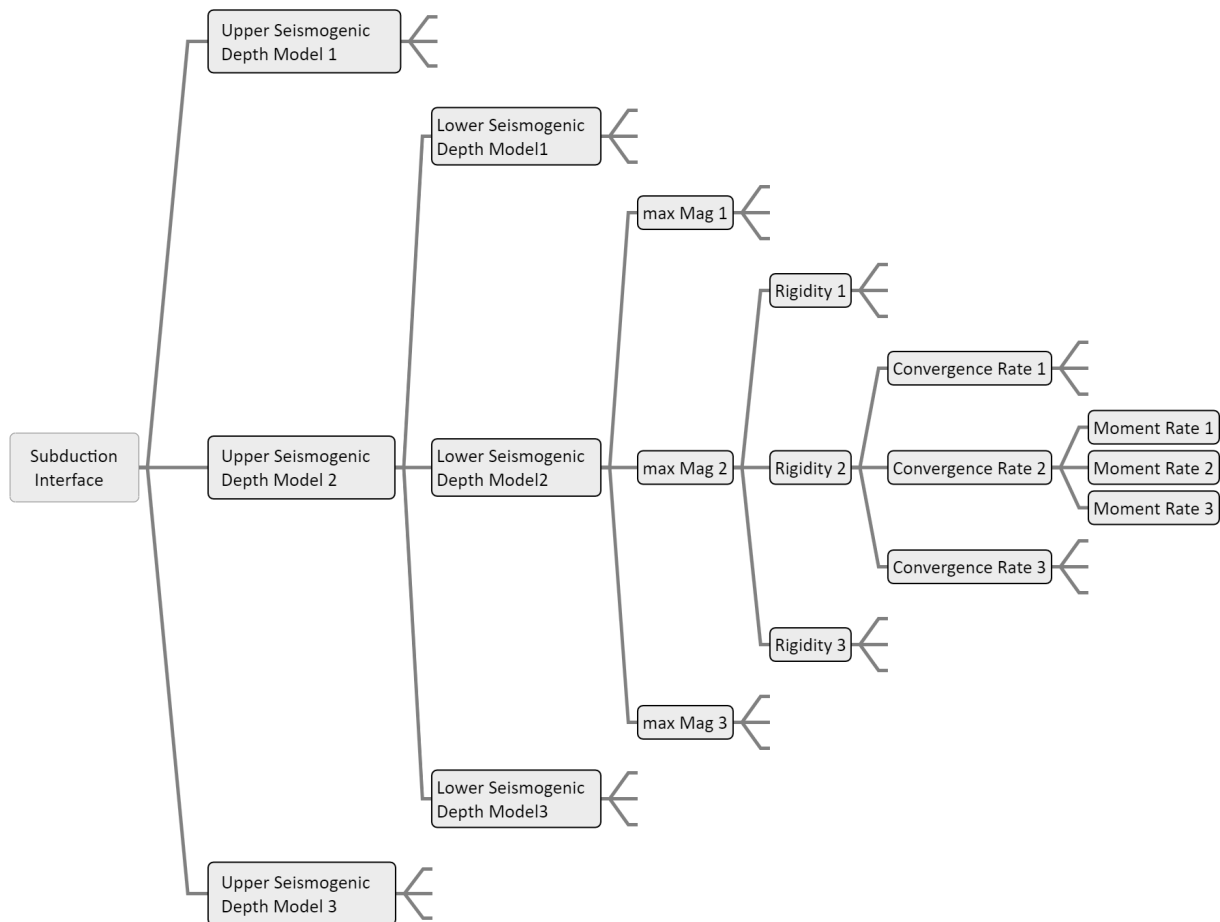 Upper Seismogenic
Depth Model 1
Lower Seismogenic
Depth Model1
max Mag 1
Rigidity 1
Convergence Rate 1
Moment Rate 1
Subduction
Interface
Upper Seismogenic
Depth Model 2
Lower Seismogenic
Depth Model2
max Mag 2
Rigidity 2
Convergence Rate 2
Moment Rate 2
Moment Rate 3
Convergence Rate 3
Rigidity 3
max Mag 3
Lower Seismogenic
Depth Model3
Upper Seismogenic
Depth Model 3